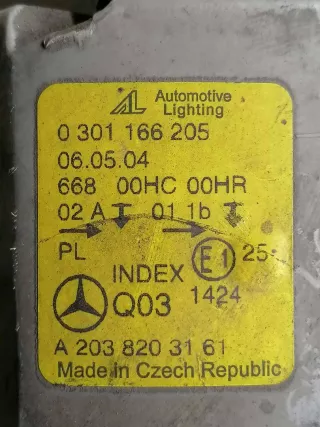 AL Automotive
Lighting
0 301 166 205
06.05.04
668 00HC 00HR
02 A 01 1b
PL E1 25
INDEX
Q03 1424
A 203 820 31 61
Made in Czech Republic